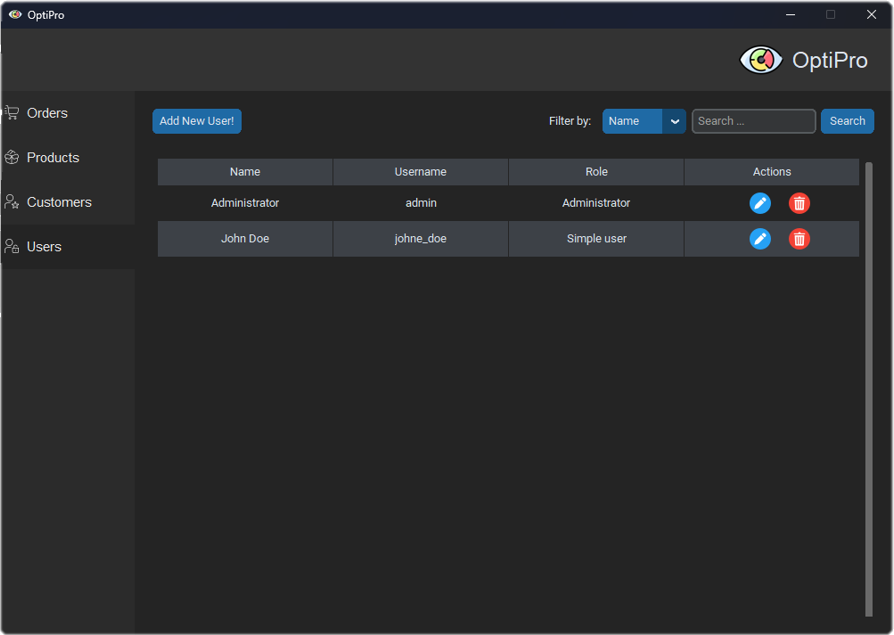 OptiPro
OptiPro
Orders
Products
Customers
Users
Add New User! Filter by: Name Search ... Search
Name Username Role Actions
Administrator admin Administrator
John Doe johne_doe Simple user